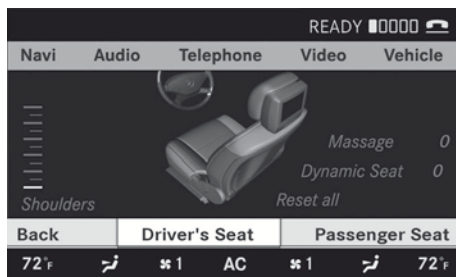 READY
Navi Audio Telephone Video Vehicle
Massage 0
Dynamic Seat 0
Shoulders Reset all
Back Driver's Seat Passenger Seat
72°F 1 AC 1 72°F